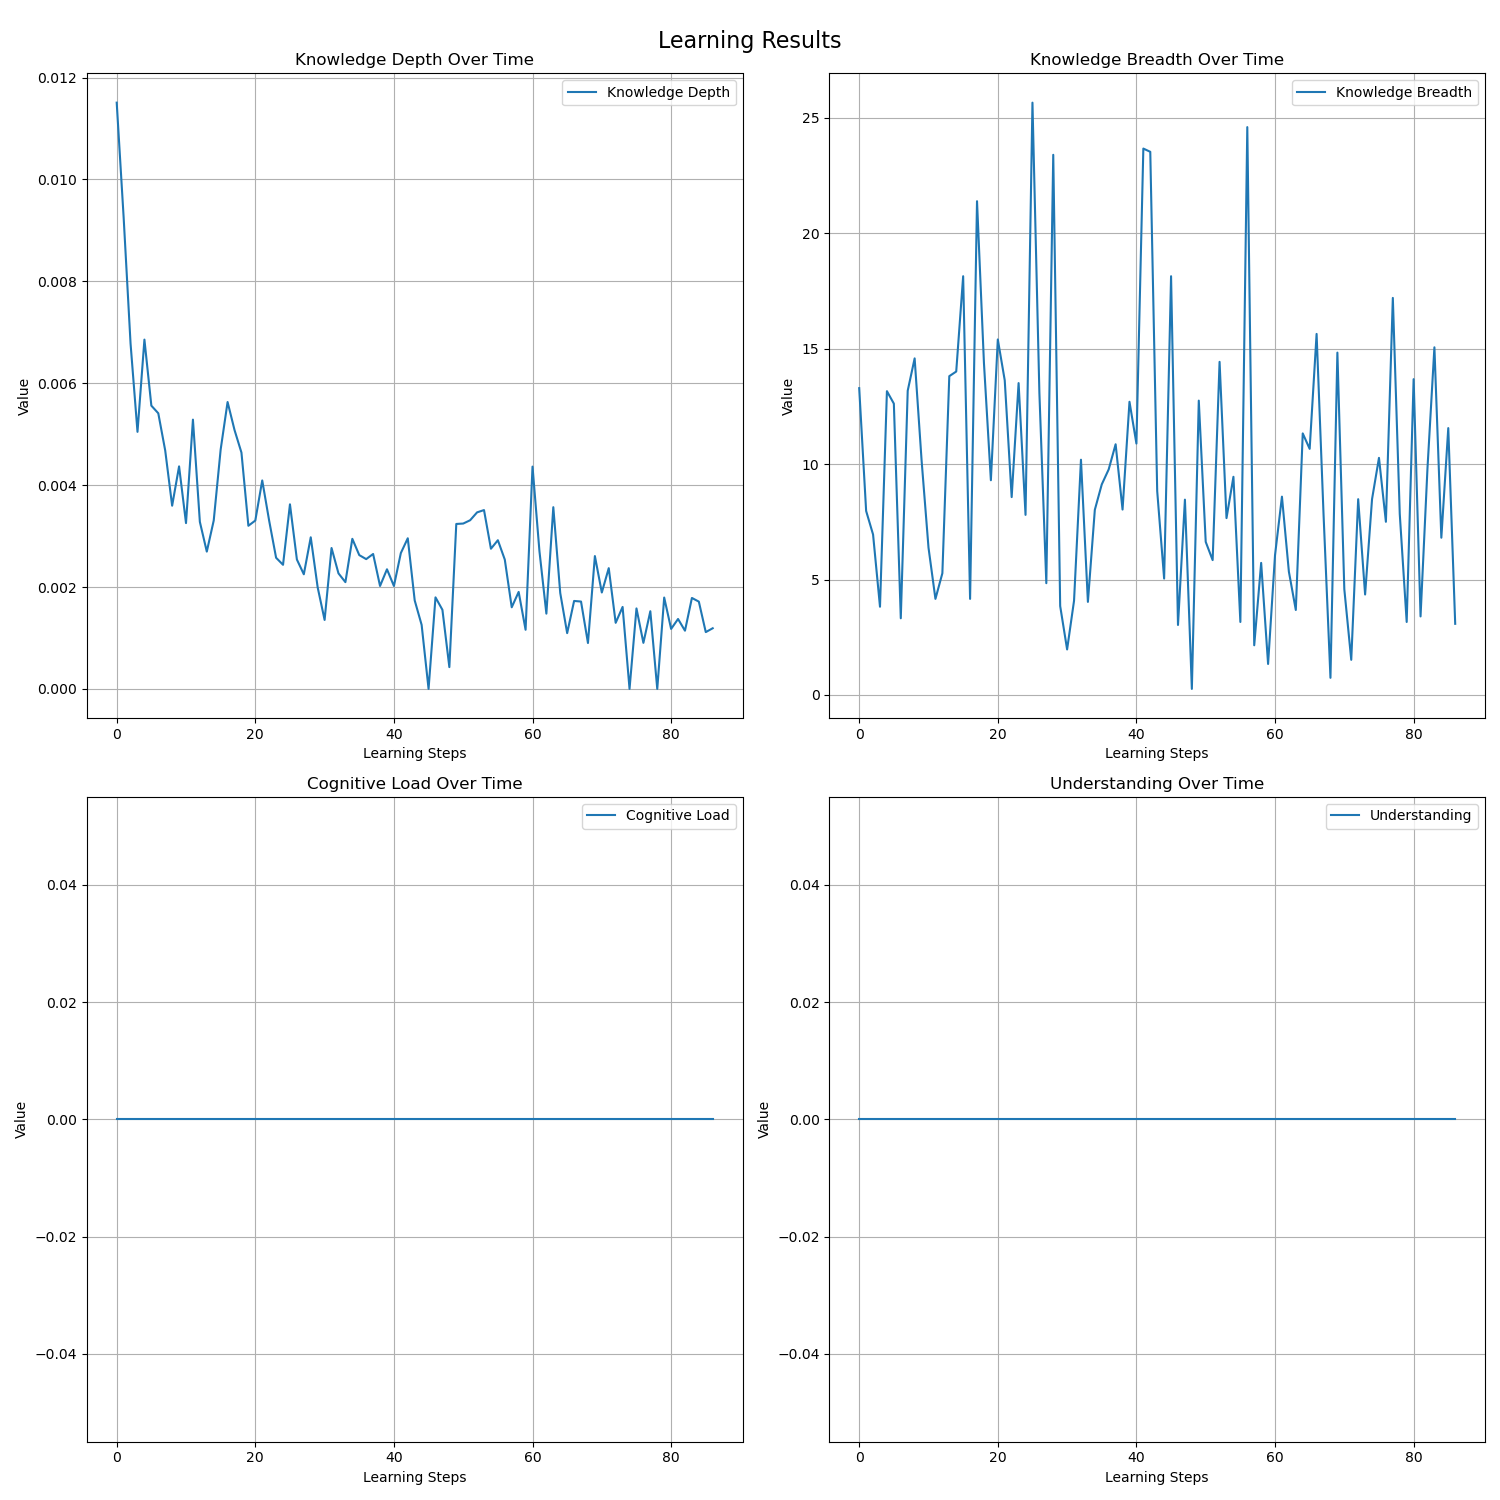 Learning Results
Knowledge Depth Over Time
Knowledge Depth
0.012
0.010
0.008
0.006
0.004
0.002
0.000
Value
0 20 40 60 80
Learning Steps
Knowledge Breadth Over Time
Knowledge Breadth
25
20
15
10
5
0
Value
0 20 40 60 80
Learning Steps
Cognitive Load Over Time
Cognitive Load
0.04
0.02
0.00
−0.02
−0.04
Value
0 20 40 60 80
Learning Steps
Understanding Over Time
Understanding
0.04
0.02
0.00
−0.02
−0.04
Value
0 20 40 60 80
Learning Steps